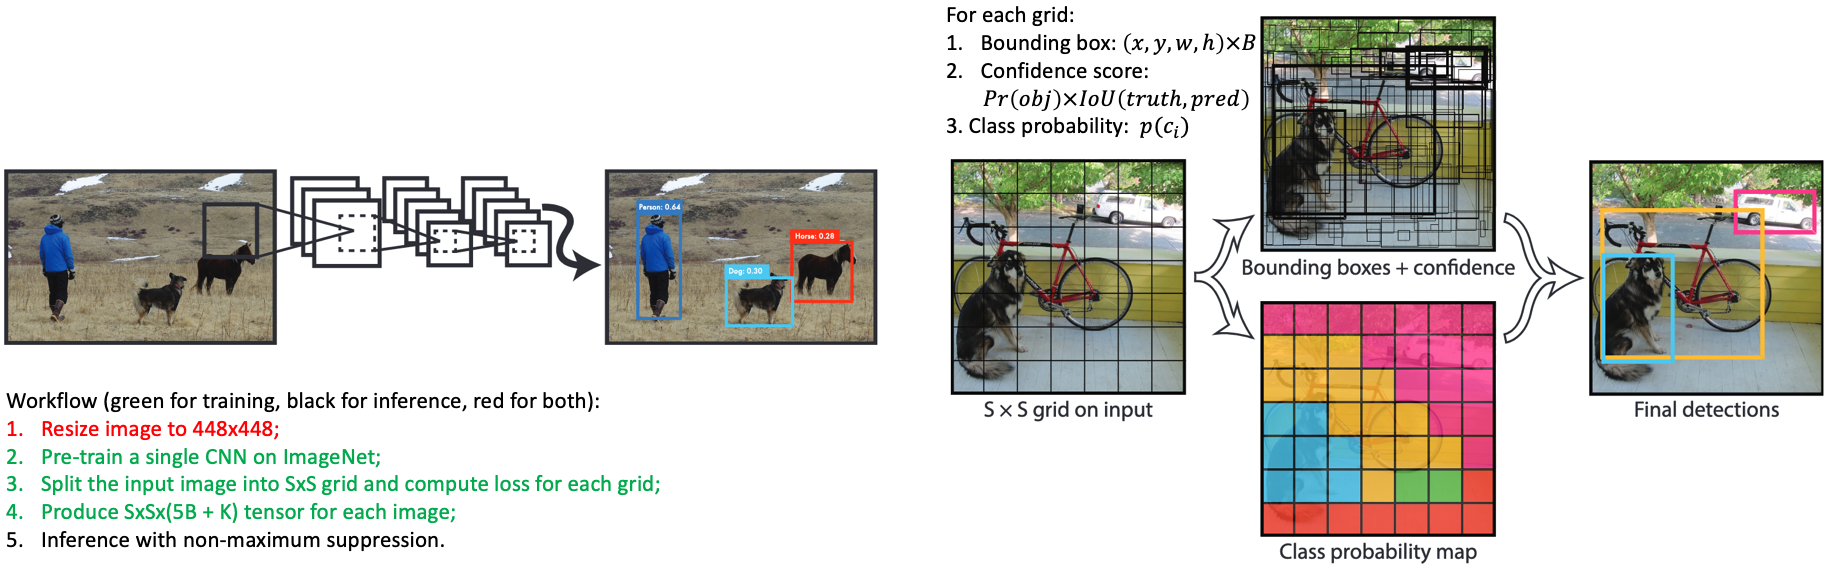 For each grid:
1. Bounding box: (x, y, w, h)×B
2. Confidence score:
Pr(obj)×IoU(truth, pred)
3. Class probability: p(cᵢ)
Person: 0.64
Dog: 0.30
Horse: 0.28
Workflow (green for training, black for inference, red for both):
1. Resize image to 448x448;
2. Pre-train a single CNN on ImageNet;
3. Split the input image into SxS grid and compute loss for each grid;
4. Produce SxSx(5B + K) tensor for each image;
5. Inference with non-maximum suppression.
S × S grid on input
Bounding boxes + confidence
Class probability map
Final detections